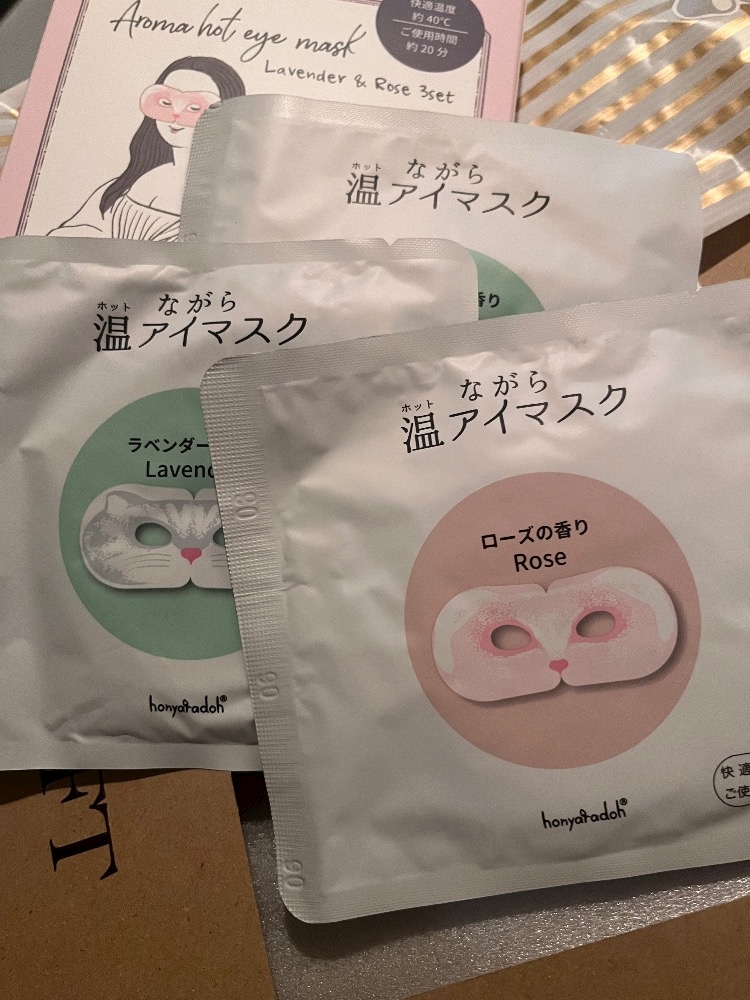 Aroma hot eye mask
Lavender & Rose 3set
快適温度
約40℃
ご使用時間
約20分
ホット ながら
温アイマスク
香り
ホット ながら
温アイマスク
ラベンダー
Laven
honyaradoh®
ホット ながら
温アイマスク
ローズの香り
Rose
honyaradoh®
快適
ご使
90
90
90